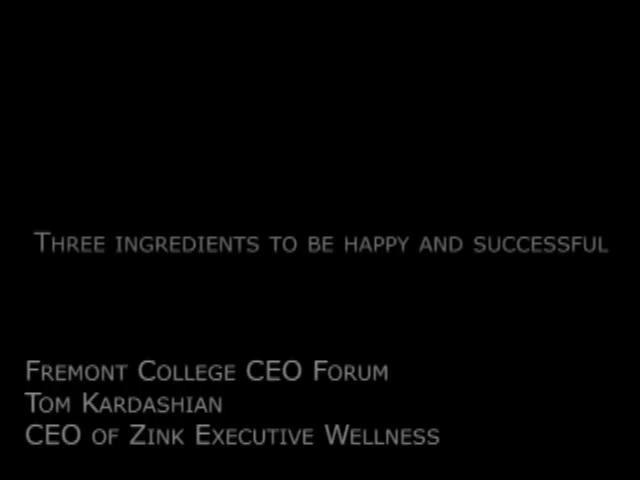 Three ingredients to be happy and successful
Fremont College CEO Forum
Tom Kardashian
CEO of Zink Executive Wellness